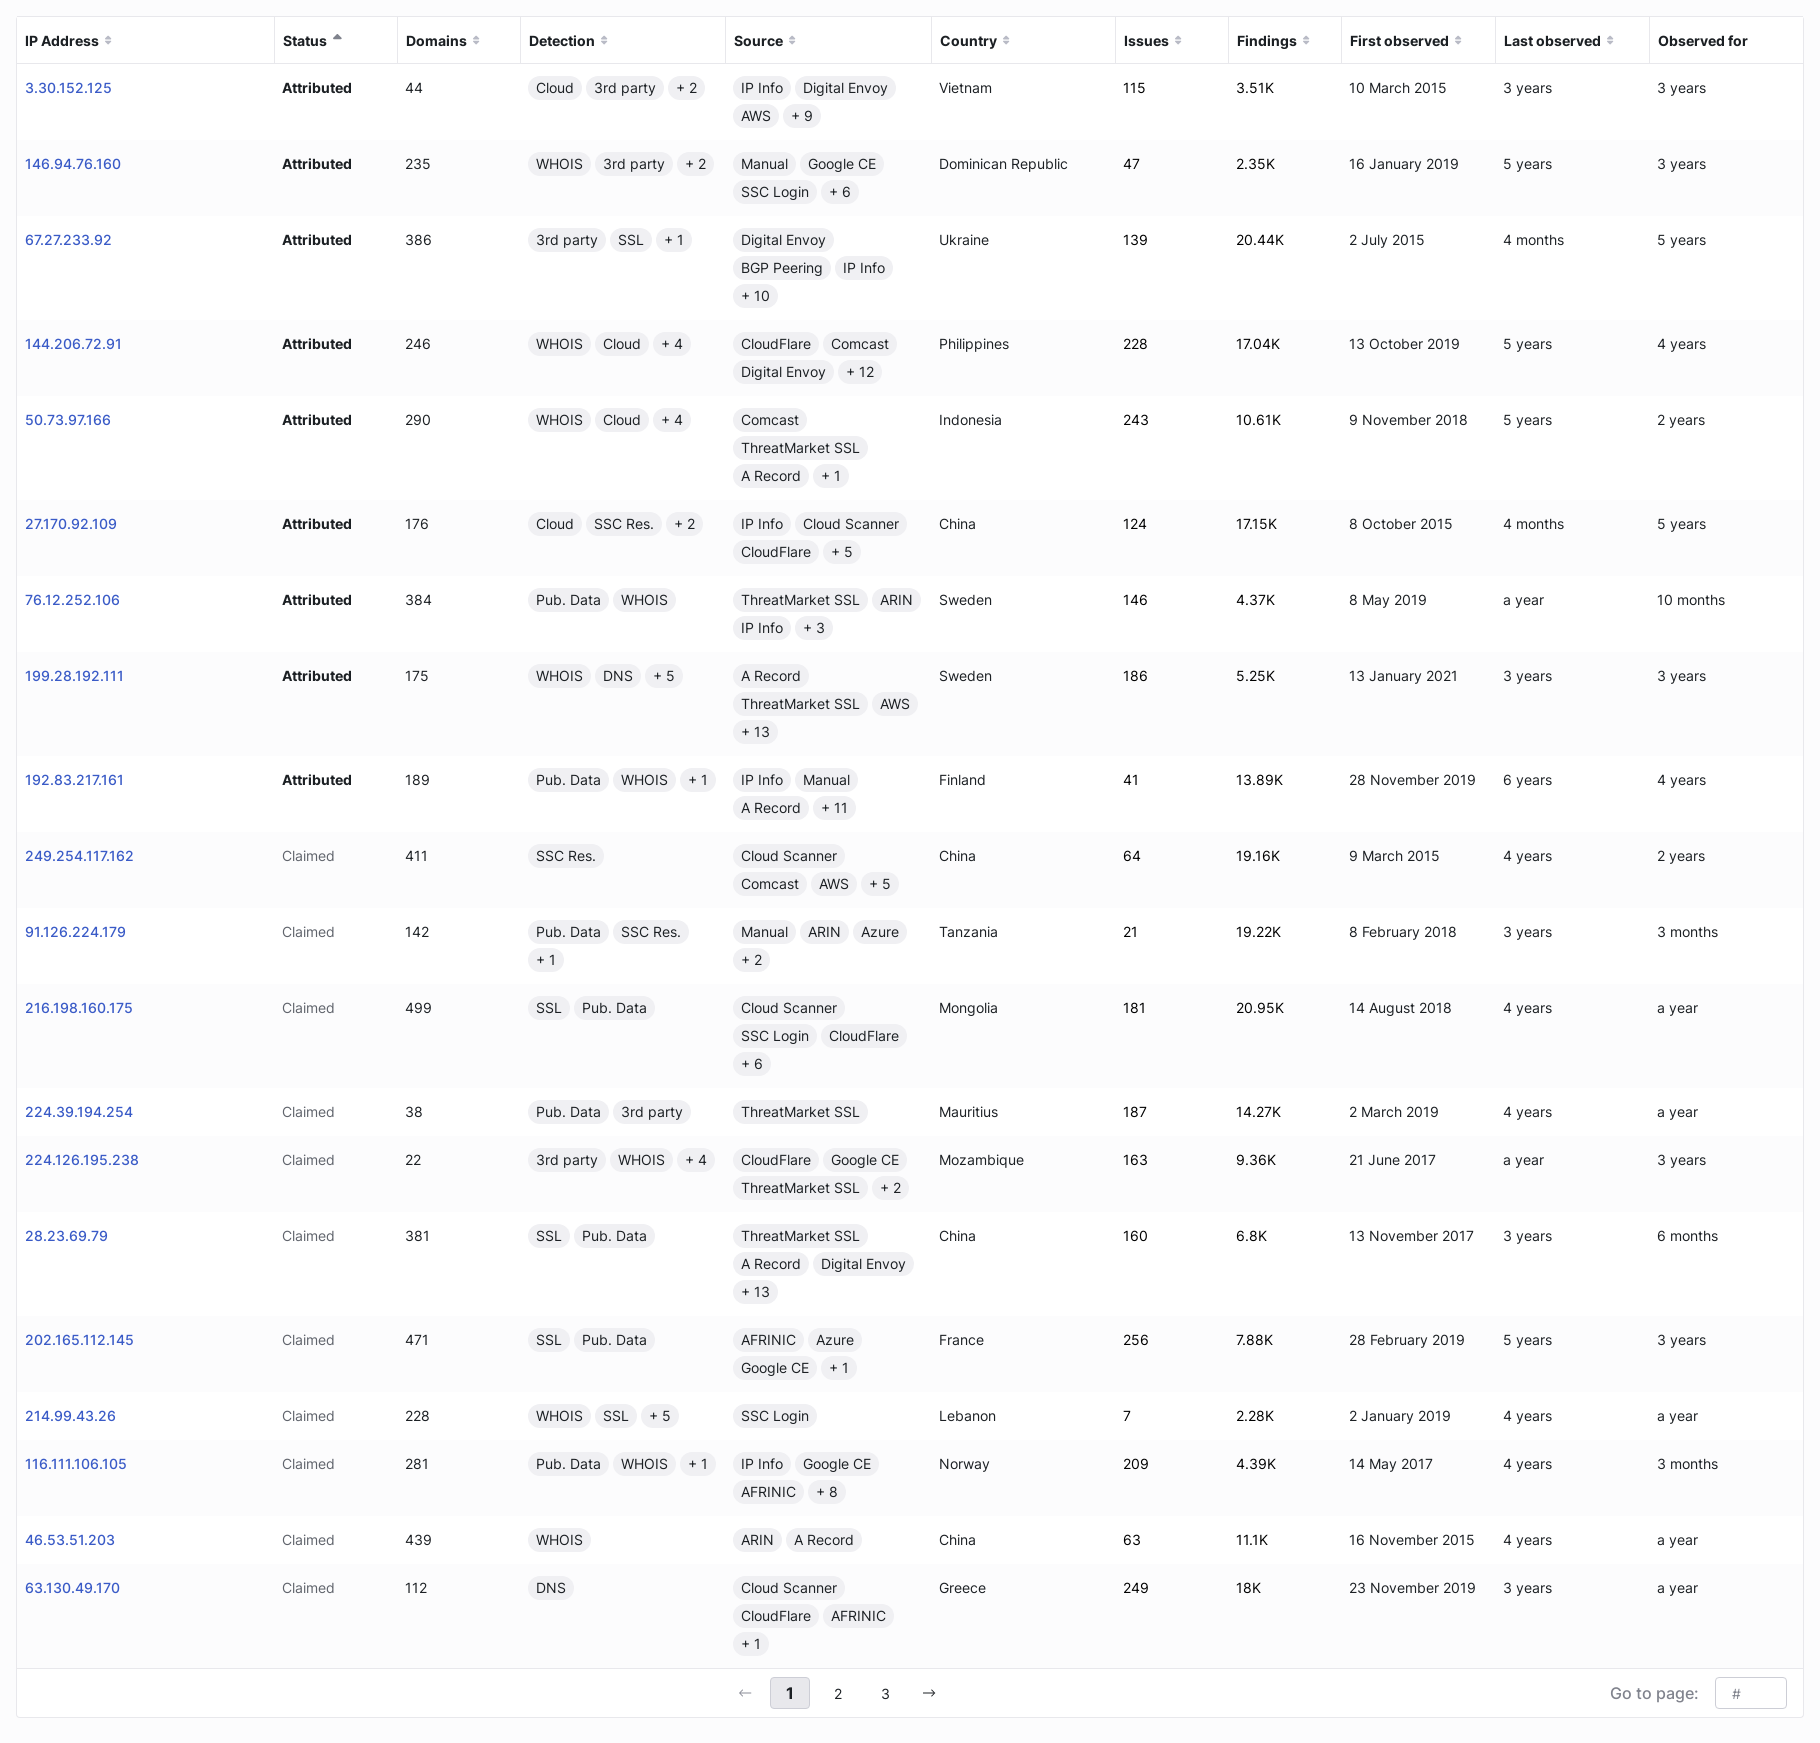 IP Address Status Domains Detection Source Country Issues Findings First observed Last observed Observed for
3.30.152.125 Attributed 44 Cloud 3rd party + 2 IP Info Digital Envoy Vietnam 115 3.51K 10 March 2015 3 years 3 years
AWS + 9
146.94.76.160 Attributed 235 WHOIS 3rd party + 2 Manual Google CE Dominican Republic 47 2.35K 16 January 2019 5 years 3 years
SSC Login + 6
67.27.233.92 Attributed 386 3rd party SSL + 1 Digital Envoy Ukraine 139 20.44K 2 July 2015 4 months 5 years
BGP Peering IP Info
+ 10
144.206.72.91 Attributed 246 WHOIS Cloud + 4 CloudFlare Comcast Philippines 228 17.04K 13 October 2019 5 years 4 years
Digital Envoy + 12
50.73.97.166 Attributed 290 WHOIS Cloud + 4 Comcast Indonesia 243 10.61K 9 November 2018 5 years 2 years
ThreatMarket SSL
A Record + 1
27.170.92.109 Attributed 176 Cloud SSC Res. + 2 IP Info Cloud Scanner China 124 17.15K 8 October 2015 4 months 5 years
CloudFlare + 5
76.12.252.106 Attributed 384 Pub. Data WHOIS ThreatMarket SSL ARIN Sweden 146 4.37K 8 May 2019 a year 10 months
IP Info + 3
199.28.192.111 Attributed 175 WHOIS DNS + 5 A Record Sweden 186 5.25K 13 January 2021 3 years 3 years
ThreatMarket SSL AWS
+ 13
192.83.217.161 Attributed 189 Pub. Data WHOIS + 1 IP Info Manual Finland 41 13.89K 28 November 2019 6 years 4 years
A Record + 11
249.254.117.162 Claimed 411 SSC Res. Cloud Scanner China 64 19.16K 9 March 2015 4 years 2 years
Comcast AWS + 5
91.126.224.179 Claimed 142 Pub. Data SSC Res. Manual ARIN Azure Tanzania 21 19.22K 8 February 2018 3 years 3 months
+ 1 + 2
216.198.160.175 Claimed 499 SSL Pub. Data Cloud Scanner Mongolia 181 20.95K 14 August 2018 4 years a year
SSC Login CloudFlare
+ 6
224.39.194.254 Claimed 38 Pub. Data 3rd party ThreatMarket SSL Mauritius 187 14.27K 2 March 2019 4 years a year
224.126.195.238 Claimed 22 3rd party WHOIS + 4 CloudFlare Google CE Mozambique 163 9.36K 21 June 2017 a year 3 years
ThreatMarket SSL + 2
28.23.69.79 Claimed 381 SSL Pub. Data ThreatMarket SSL China 160 6.8K 13 November 2017 3 years 6 months
A Record Digital Envoy
+ 13
202.165.112.145 Claimed 471 SSL Pub. Data AFRINIC Azure France 256 7.88K 28 February 2019 5 years 3 years
Google CE + 1
214.99.43.26 Claimed 228 WHOIS SSL + 5 SSC Login Lebanon 7 2.28K 2 January 2019 4 years a year
116.111.106.105 Claimed 281 Pub. Data WHOIS + 1 IP Info Google CE Norway 209 4.39K 14 May 2017 4 years 3 months
AFRINIC + 8
46.53.51.203 Claimed 439 WHOIS ARIN A Record China 63 11.1K 16 November 2015 4 years a year
63.130.49.170 Claimed 112 DNS Cloud Scanner Greece 249 18K 23 November 2019 3 years a year
CloudFlare AFRINIC
+ 1
← 1 2 3 → Go to page: #